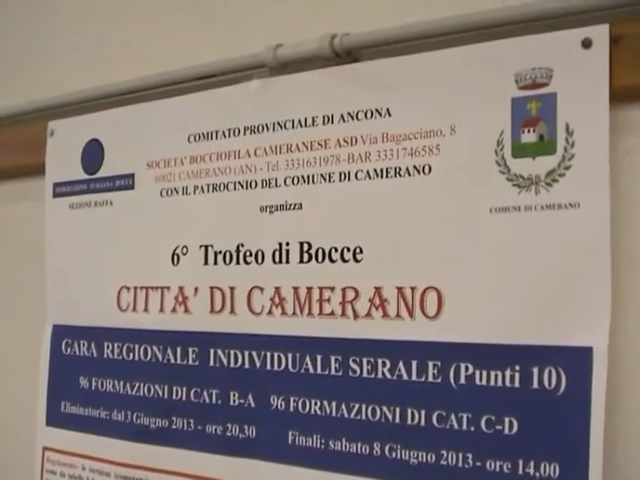 COMITATO PROVINCIALE DI ANCONA
SOCIETA' BOCCIOFILA CAMERANESE ASD Via Bagacciano, 8
60021 CAMERANO (AN) - Tel. 3331631978–BAR 3331746585
CON IL PATROCINIO DEL COMUNE DI CAMERANO
organizza
FEDERAZIONE ITALIANA BOCCE
SEZIONE RAFFA
COMUNE DI CAMERANO
6° Trofeo di Bocce
CITTA' DI CAMERANO
GARA REGIONALE INDIVIDUALE SERALE (Punti 10)
96 FORMAZIONI DI CAT. B-A 96 FORMAZIONI DI CAT. C-D
Eliminatorie: dal 3 Giugno 2013 - ore 20,30 Finali: sabato 8 Giugno 2013 - ore 14,00